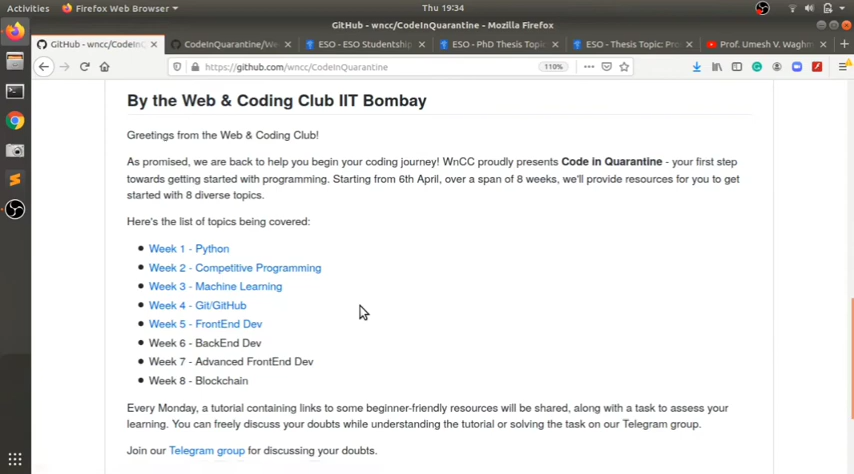 Activities
Firefox Web Browser
Thu 19:34
GitHub - wncc/CodeInQuarantine - Mozilla Firefox
GitHub - wncc/CodeIn
CodeInQuarantine/We
ESO - ESO Studentship
ESO - PhD Thesis Topic:
ESO - Thesis Topic: Pro
Prof. Umesh V. Waghm
https://github.com/wncc/CodeInQuarantine
110%
By the Web & Coding Club IIT Bombay
Greetings from the Web & Coding Club!
As promised, we are back to help you begin your coding journey! WnCC proudly presents Code in Quarantine - your first step
towards getting started with programming. Starting from 6th April, over a span of 8 weeks, we'll provide resources for you to get
started with 8 diverse topics.
Here's the list of topics being covered:
Week 1 - Python
Week 2 - Competitive Programming
Week 3 - Machine Learning
Week 4 - Git/GitHub
Week 5 - FrontEnd Dev
Week 6 - BackEnd Dev
Week 7 - Advanced FrontEnd Dev
Week 8 - Blockchain
Every Monday, a tutorial containing links to some beginner-friendly resources will be shared, along with a task to assess your
learning. You can freely discuss your doubts while understanding the tutorial or solving the task on our Telegram group.
Join our Telegram group for discussing your doubts.